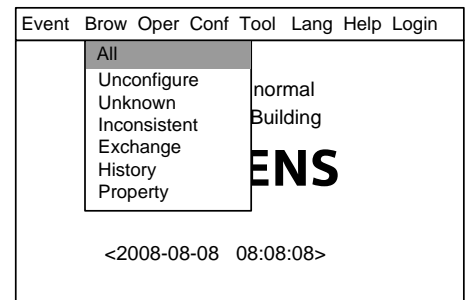 Event Brow Oper Conf Tool Lang Help Login
All
Unconfigure
Unknown
Inconsistent
Exchange
History
Property
normal
Building
ENS
<2008-08-08 08:08:08>